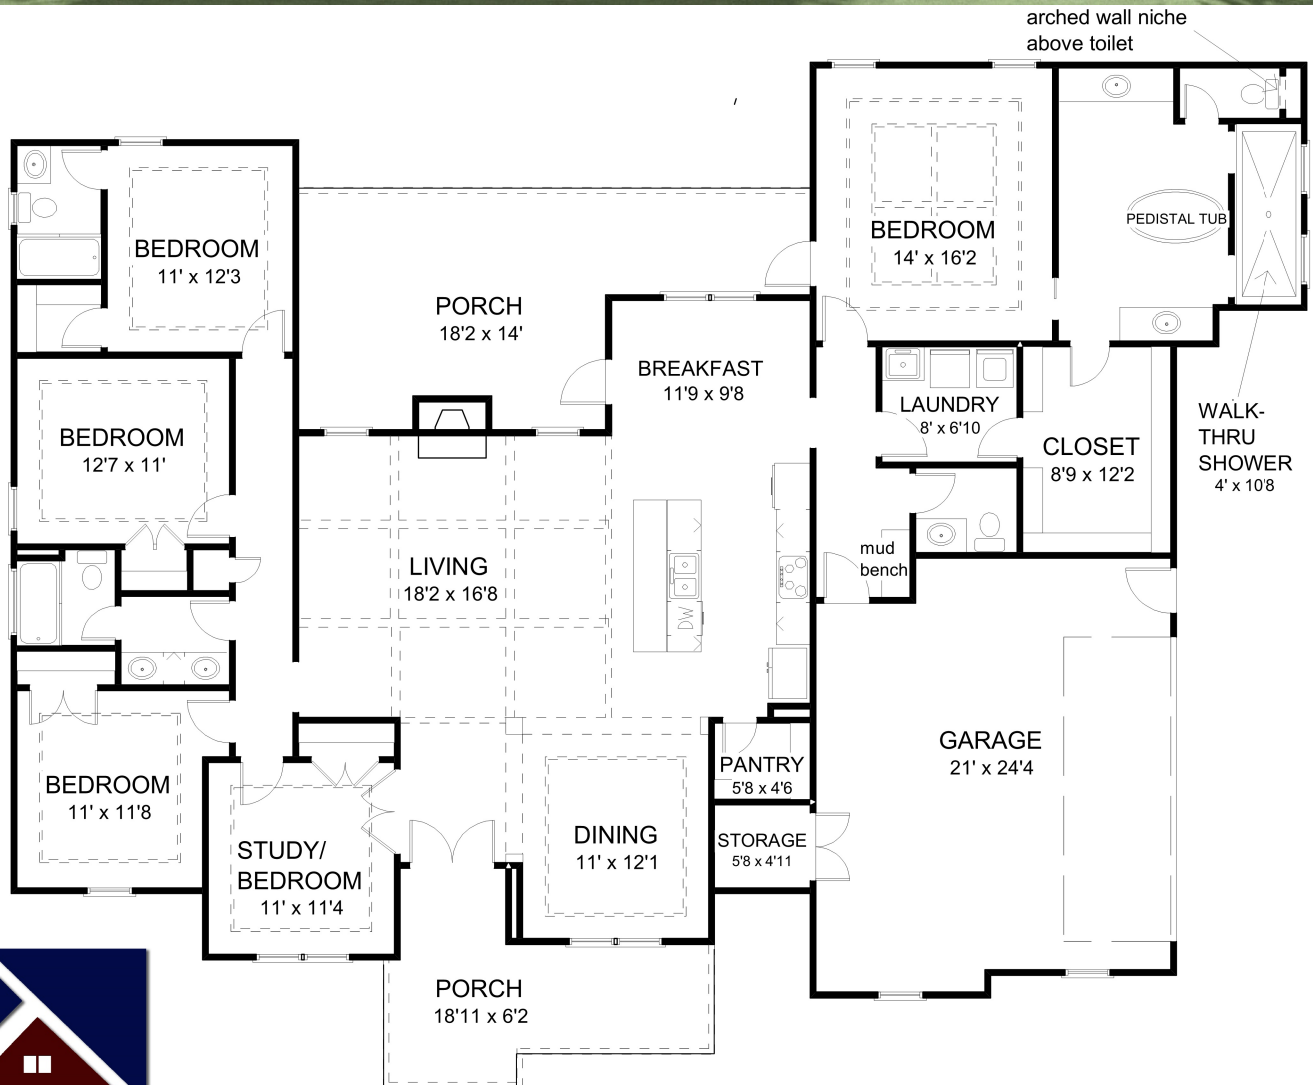 arched wall niche
above toilet
BEDROOM
11' x 12'3
PORCH
18'2 x 14'
BEDROOM
14' x 16'2
PEDISTAL TUB
BREAKFAST
11'9 x 9'8
BEDROOM
12'7 x 11'
LAUNDRY
8' x 6'10
CLOSET
8'9 x 12'2
WALK-
THRU
SHOWER
4' x 10'8
LIVING
18'2 x 16'8
mud
bench
DW
GARAGE
21' x 24'4
BEDROOM
11' x 11'8
PANTRY
5'8 x 4'6
STUDY/
BEDROOM
11' x 11'4
DINING
11' x 12'1
STORAGE
5'8 x 4'11
PORCH
18'11 x 6'2